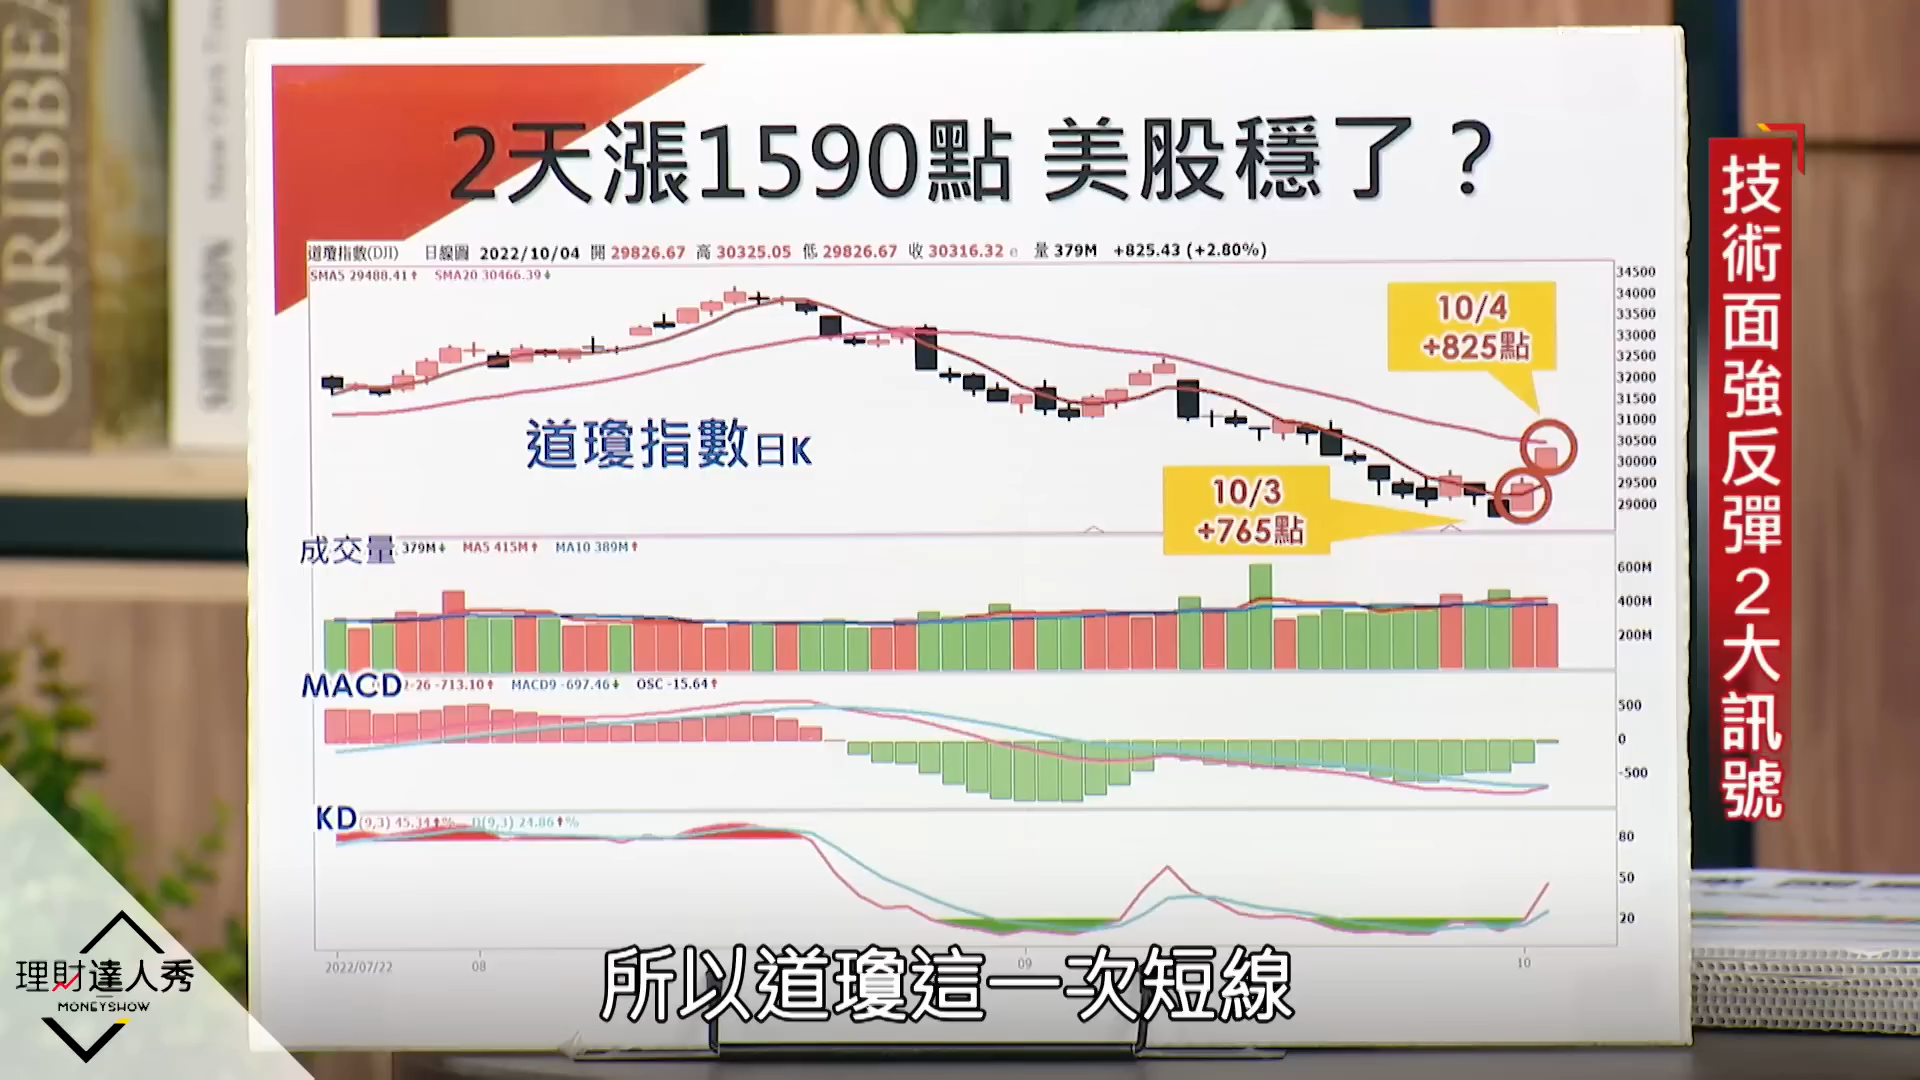 CARIBBEA
SHELDON
2天漲1590點 美股穩了？
道瓊指數(DJI) 日線圖 2022/10/04 開 29826.67 高 30325.05 低 29826.67 收 30316.32 e 量 379M +825.43 (+2.80%)
SMA5 29488.41↑ SMA20 30466.39↓
34500
34000
33500
33000
32500
32000
31500
31000
30500
30000
29500
29000
10/4
+825點
道瓊指數日K
10/3
+765點
成交量 379M↓ MA5 415M↑ MA10 389M↑
600M
400M
200M
MACD 2-26 -713.10↑ MACD9 -697.46↓ OSC -15.64↑
500
0
-500
KD (9,3) 45.34↑% D(9,3) 24.86↑%
80
50
20
2022/07/22 08 09 10
技術面強反彈2大訊號
理財達人秀
MONEYSHOW
所以道瓊這一次短線